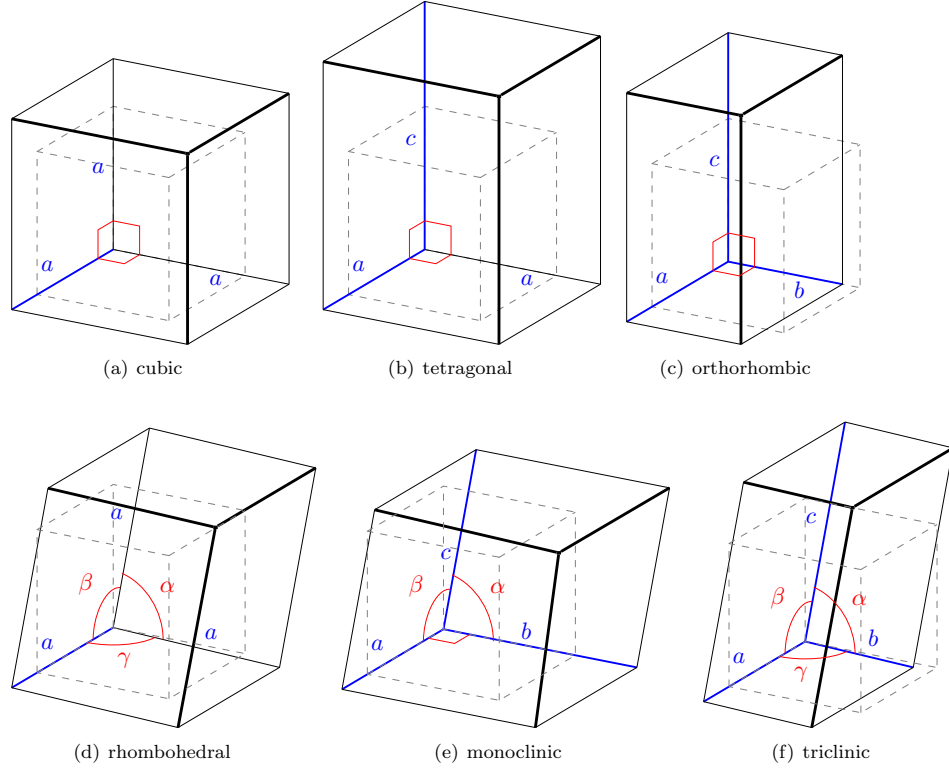 a
a
a
(a) cubic
c
a
a
(b) tetragonal
c
a
b
(c) orthorhombic
a
β
α
a
a
γ
(d) rhombohedral
c
β
α
a
b
(e) monoclinic
c
β
α
a
b
γ
(f) triclinic